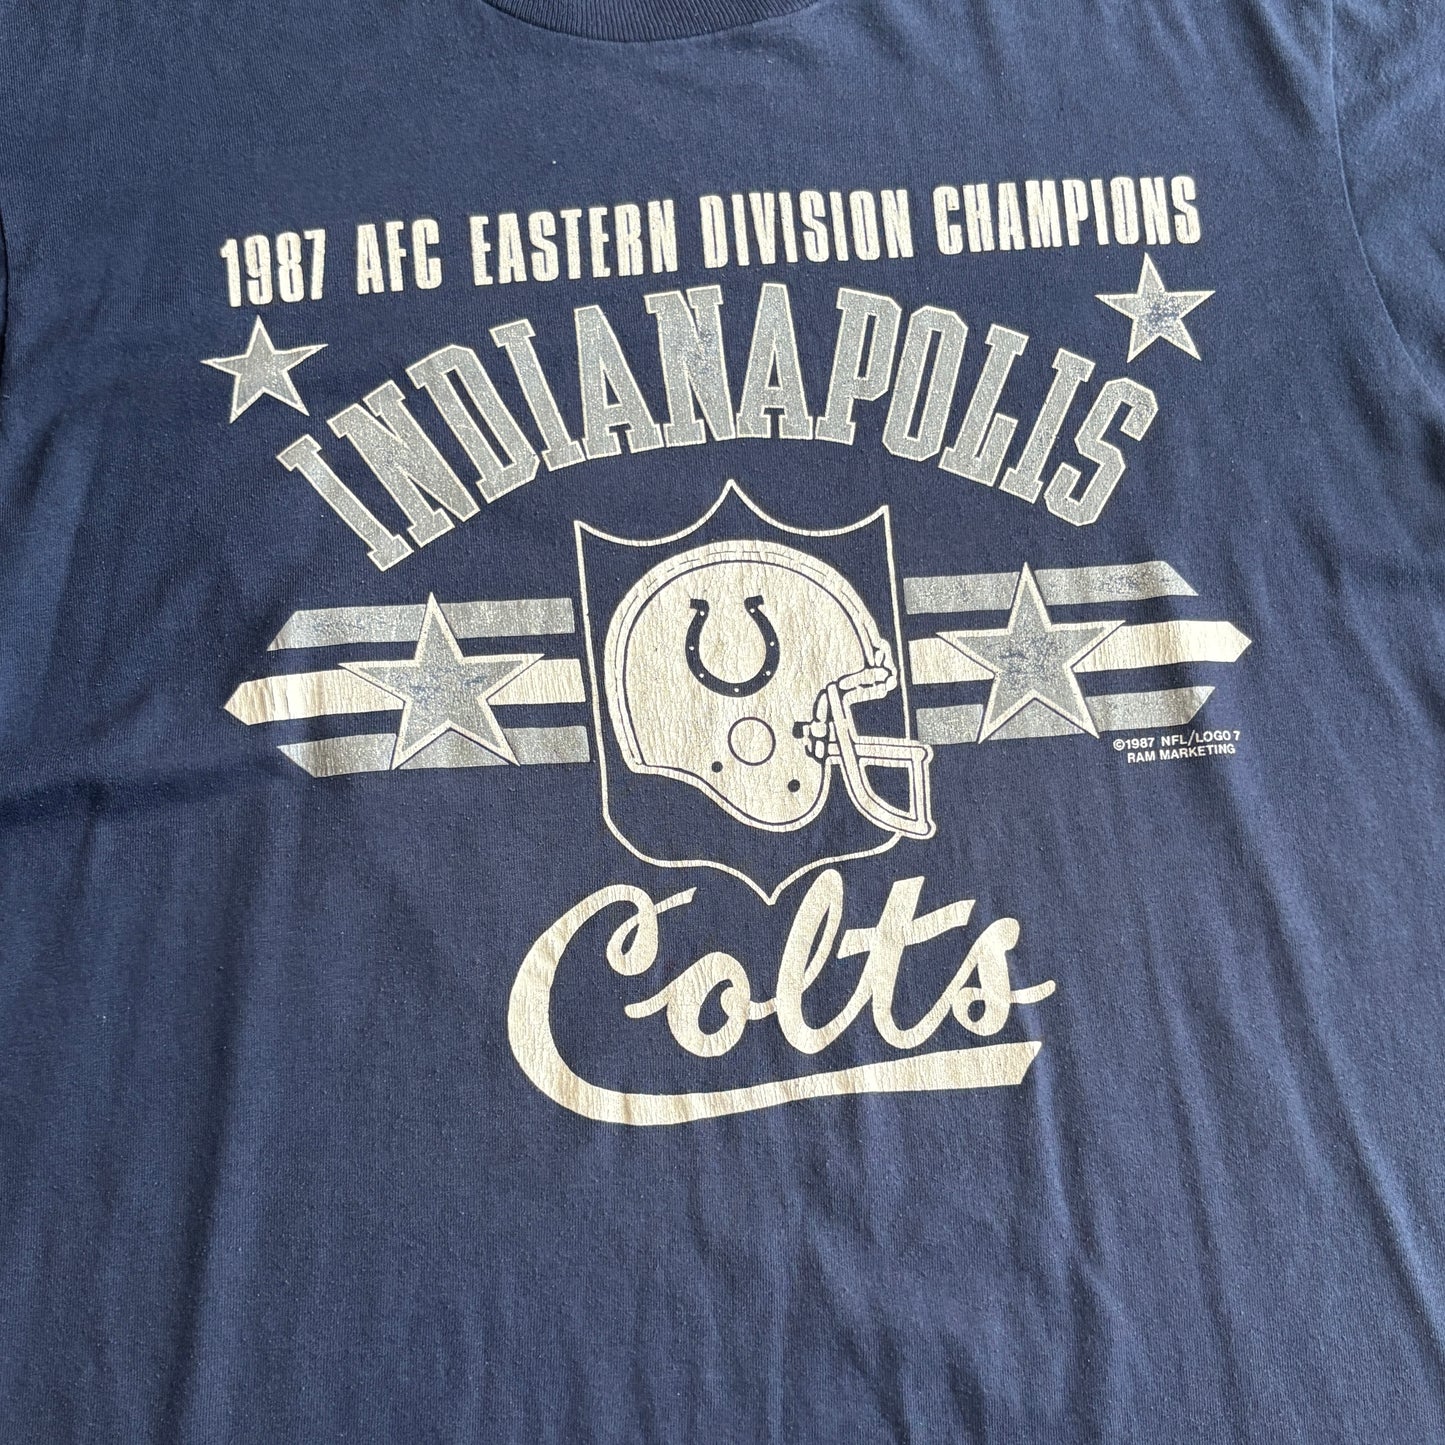 1987 AFC EASTERN DIVISION CHAMPIONS
INDIANAPOLIS
©1987 NFL/LOGO 7
RAM MARKETING
Colts